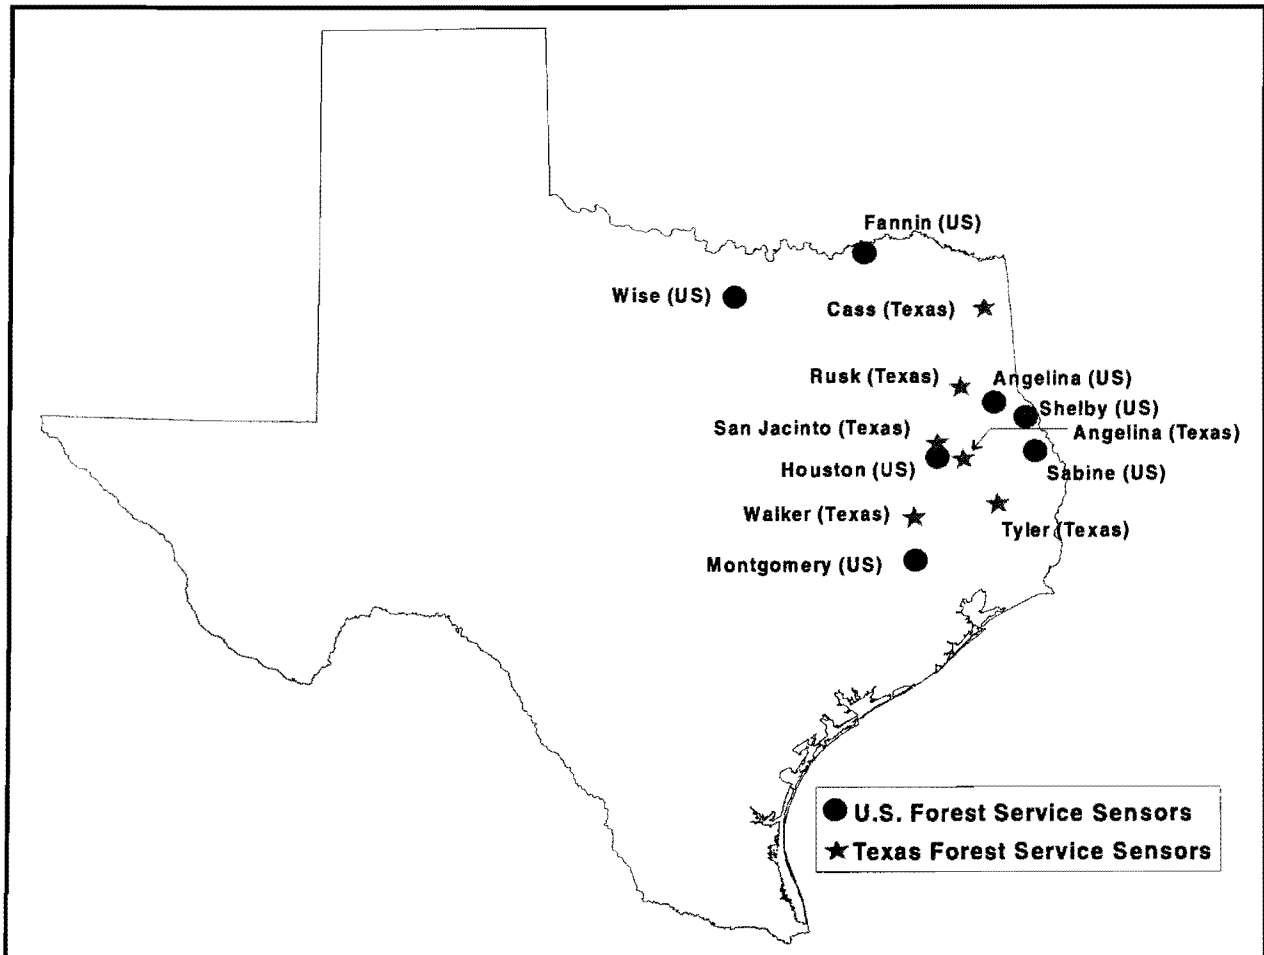 Fannin (US)
Wise (US)
Cass (Texas)
Rusk (Texas)
Angelina (US)
Shelby (US)
San Jacinto (Texas)
Angelina (Texas)
Houston (US)
Sabine (US)
Walker (Texas)
Tyler (Texas)
Montgomery (US)
U.S. Forest Service Sensors
Texas Forest Service Sensors